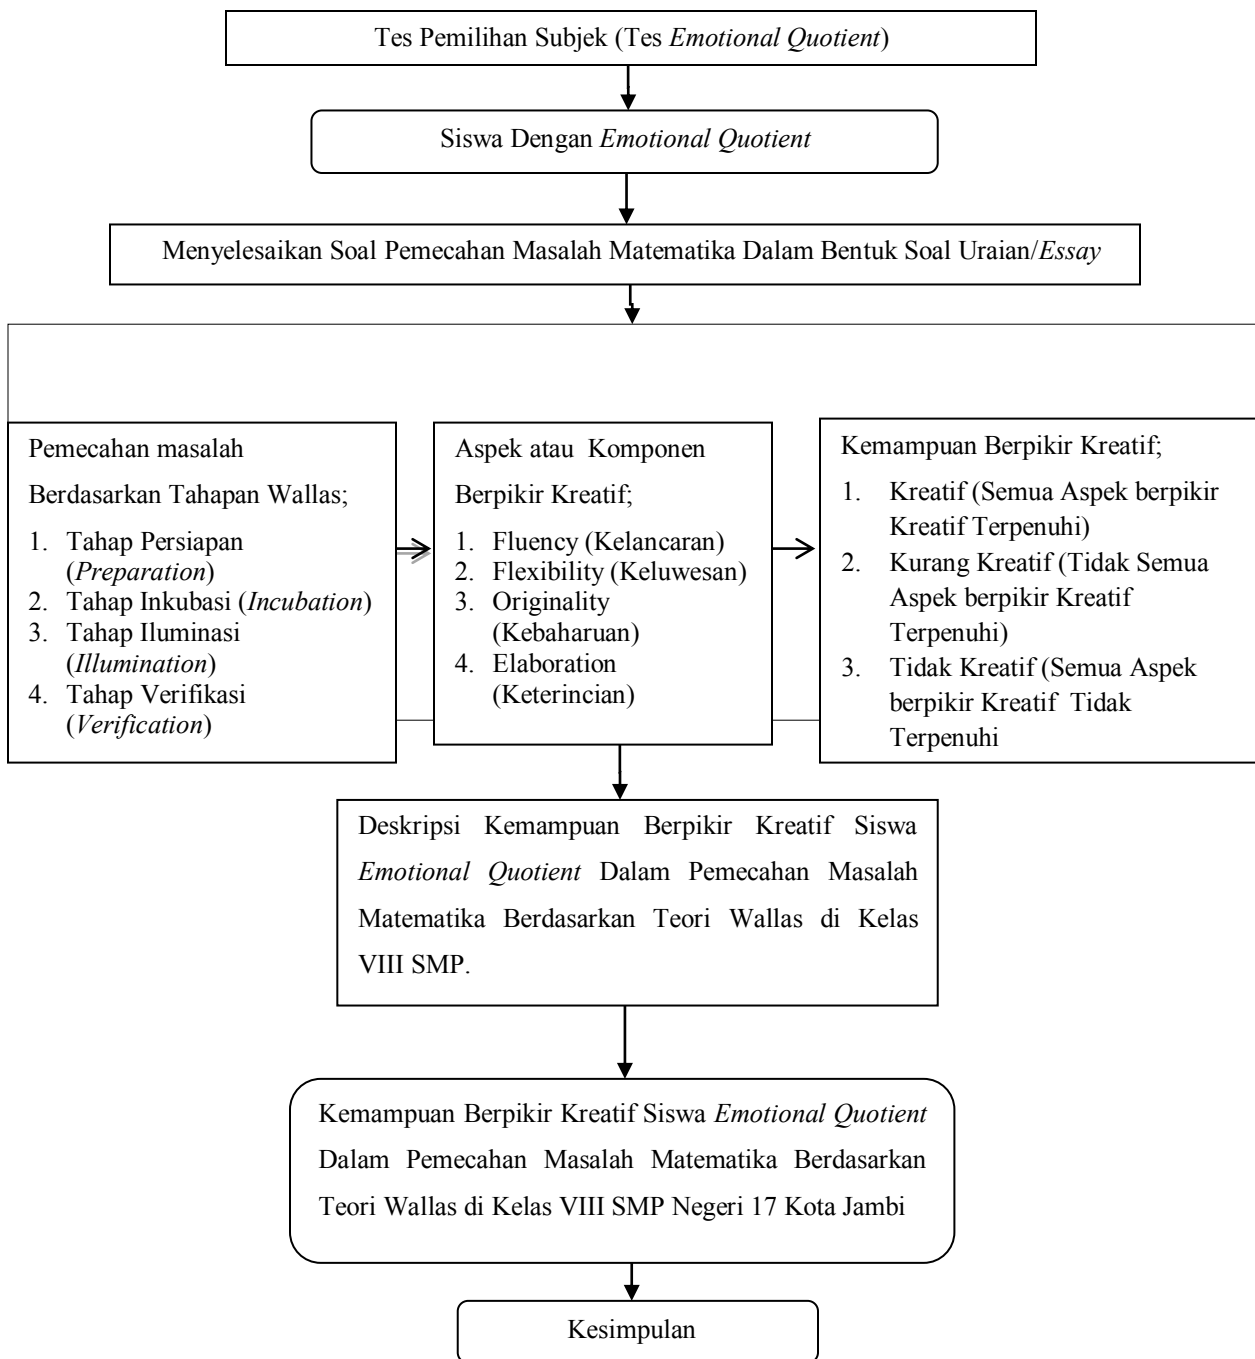 Tes Pemilihan Subjek (Tes Emotional Quotient)
Siswa Dengan Emotional Quotient
Menyelesaikan Soal Pemecahan Masalah Matematika Dalam Bentuk Soal Uraian/Essay
Pemecahan masalah
Berdasarkan Tahapan Wallas;
1. Tahap Persiapan
(Preparation)
2. Tahap Inkubasi (Incubation)
3. Tahap Iluminasi
(Illumination)
4. Tahap Verifikasi
(Verification)
Aspek atau Komponen
Berpikir Kreatif;
1. Fluency (Kelancaran)
2. Flexibility (Keluwesan)
3. Originality
(Kebaharuan)
4. Elaboration
(Keterincian)
Kemampuan Berpikir Kreatif;
1. Kreatif (Semua Aspek berpikir
Kreatif Terpenuhi)
2. Kurang Kreatif (Tidak Semua
Aspek berpikir Kreatif
Terpenuhi)
3. Tidak Kreatif (Semua Aspek
berpikir Kreatif Tidak
Terpenuhi
Deskripsi Kemampuan Berpikir Kreatif Siswa
Emotional Quotient Dalam Pemecahan Masalah
Matematika Berdasarkan Teori Wallas di Kelas
VIII SMP.
Kemampuan Berpikir Kreatif Siswa Emotional Quotient
Dalam Pemecahan Masalah Matematika Berdasarkan
Teori Wallas di Kelas VIII SMP Negeri 17 Kota Jambi
Kesimpulan